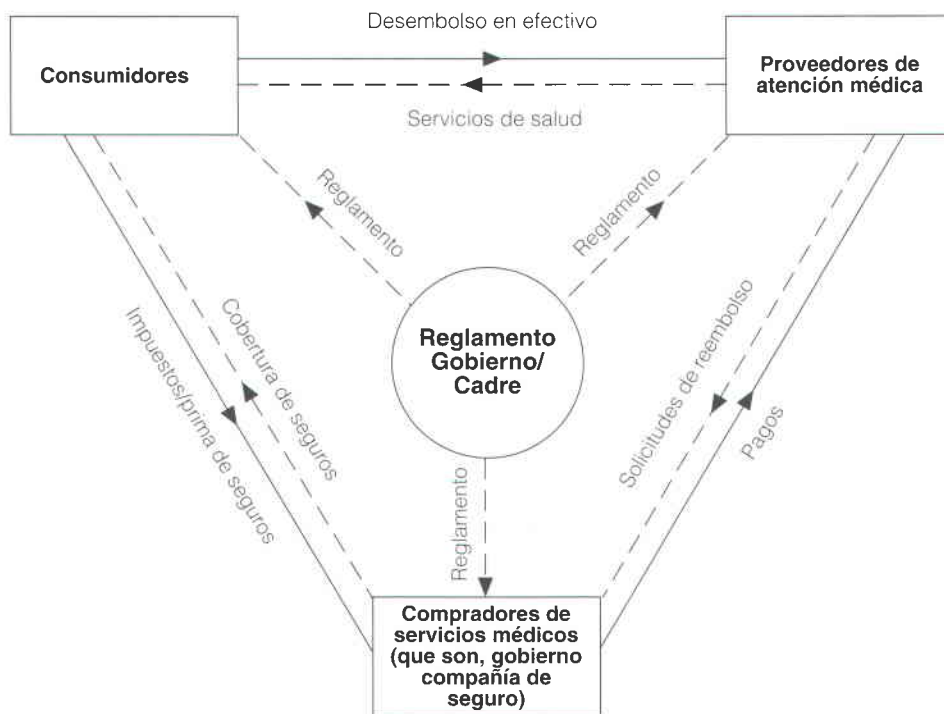 Desembolso en efectivo
Consumidores
Proveedores de
atención médica
Servicios de salud
Reglamento
Reglamento
Reglamento
Gobierno/
Cadre
Impuestos/prima de seguros
Cobertura de seguros
Solicitudes de reembolso
Pagos
Reglamento
Compradores de
servicios médicos
(que son, gobierno
compañía de
seguro)